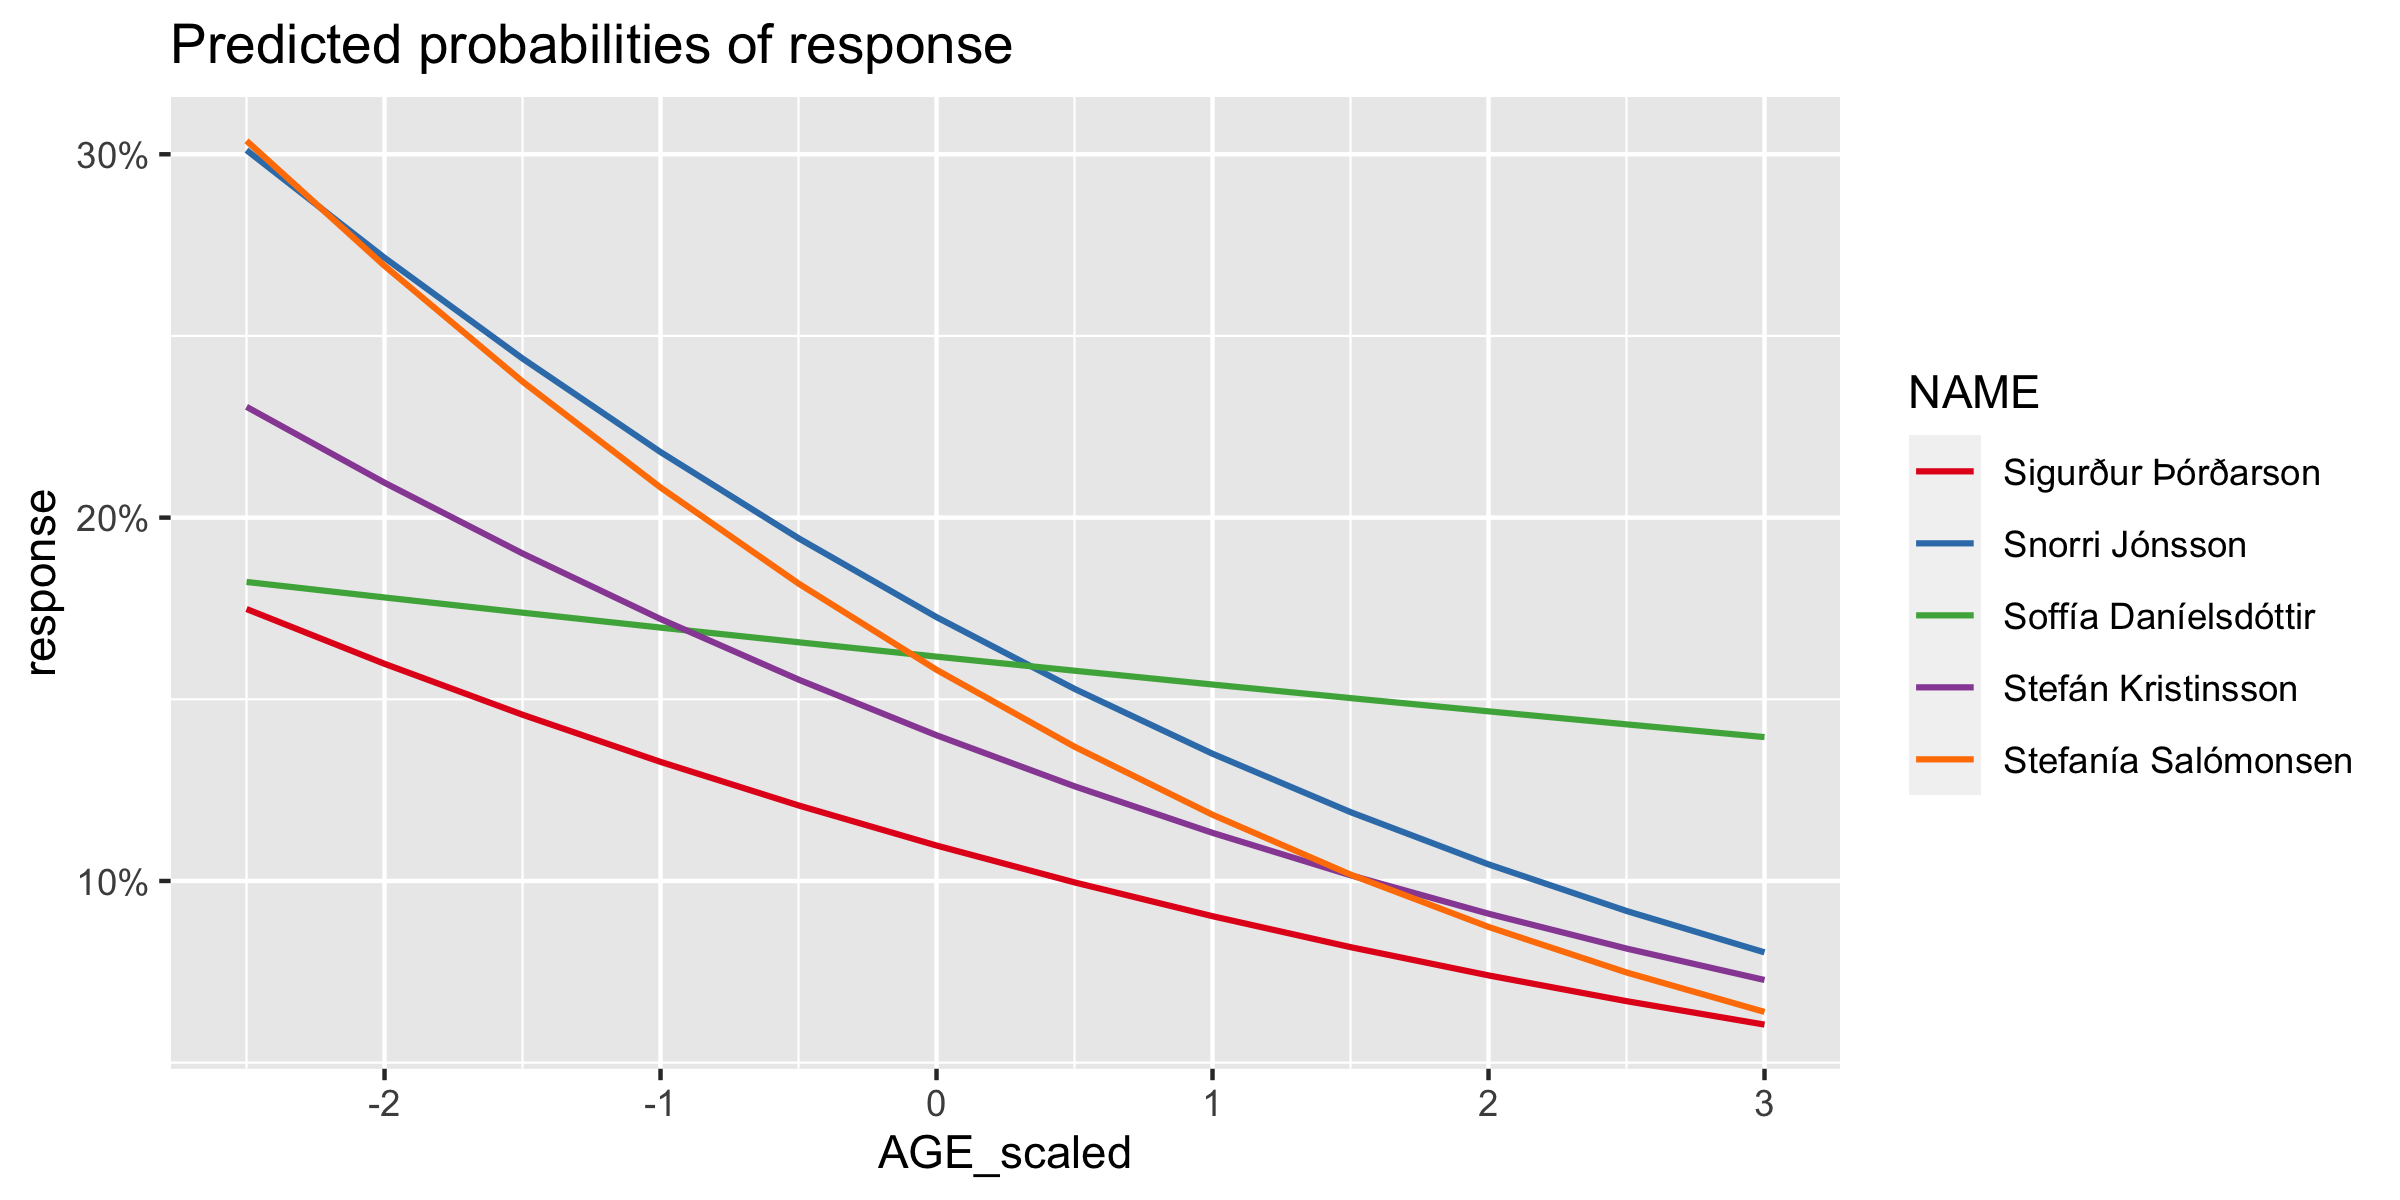 Predicted probabilities of response
30%
20%
10%
response
-2 -1 0 1 2 3
AGE_scaled
NAME
Sigurður Þórðarson
Snorri Jónsson
Soffía Daníelsdóttir
Stefán Kristinsson
Stefanía Salómonsen